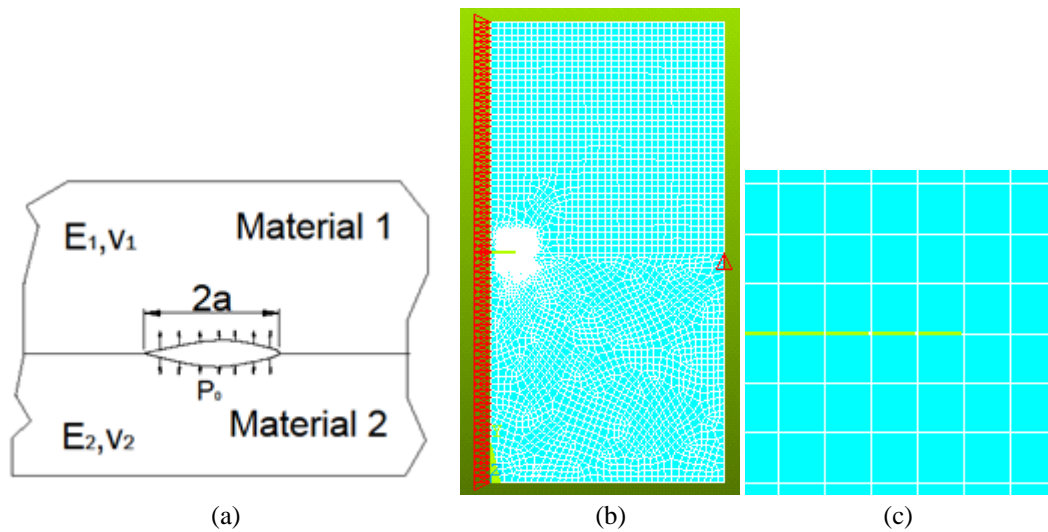 E₁,v₁
Material 1
2a
P₀
E₂,v₂
Material 2
Y
Z
(a)
(b)
(c)